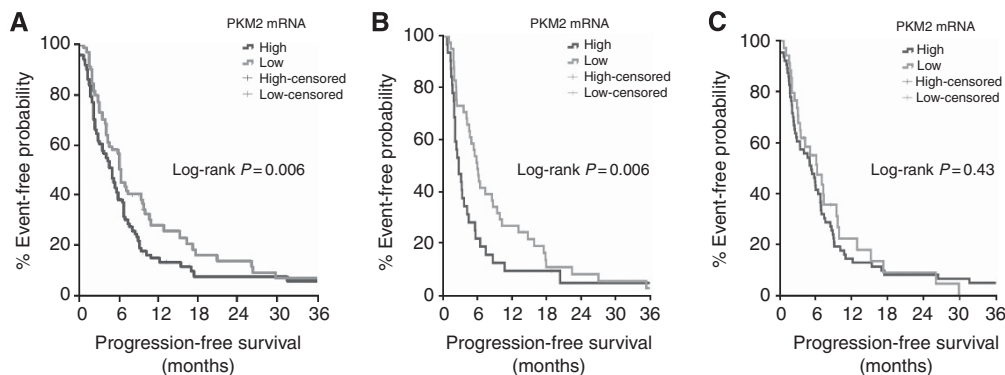 A
PKM2 mRNA
High
Low
High-censored
Low-censored
% Event-free probability
100
80
60
40
20
0
Log-rank P = 0.006
0 6 12 18 24 30 36
Progression-free survival
(months)
B
PKM2 mRNA
High
Low
High-censored
Low-censored
% Event-free probability
100
80
60
40
20
0
Log-rank P = 0.006
0 6 12 18 24 30 36
Progression-free survival
(months)
C
PKM2 mRNA
High
Low
High-censored
Low-censored
% Event-free probability
100
80
60
40
20
0
Log-rank P = 0.43
0 6 12 18 24 30 36
Progression-free survival
(months)